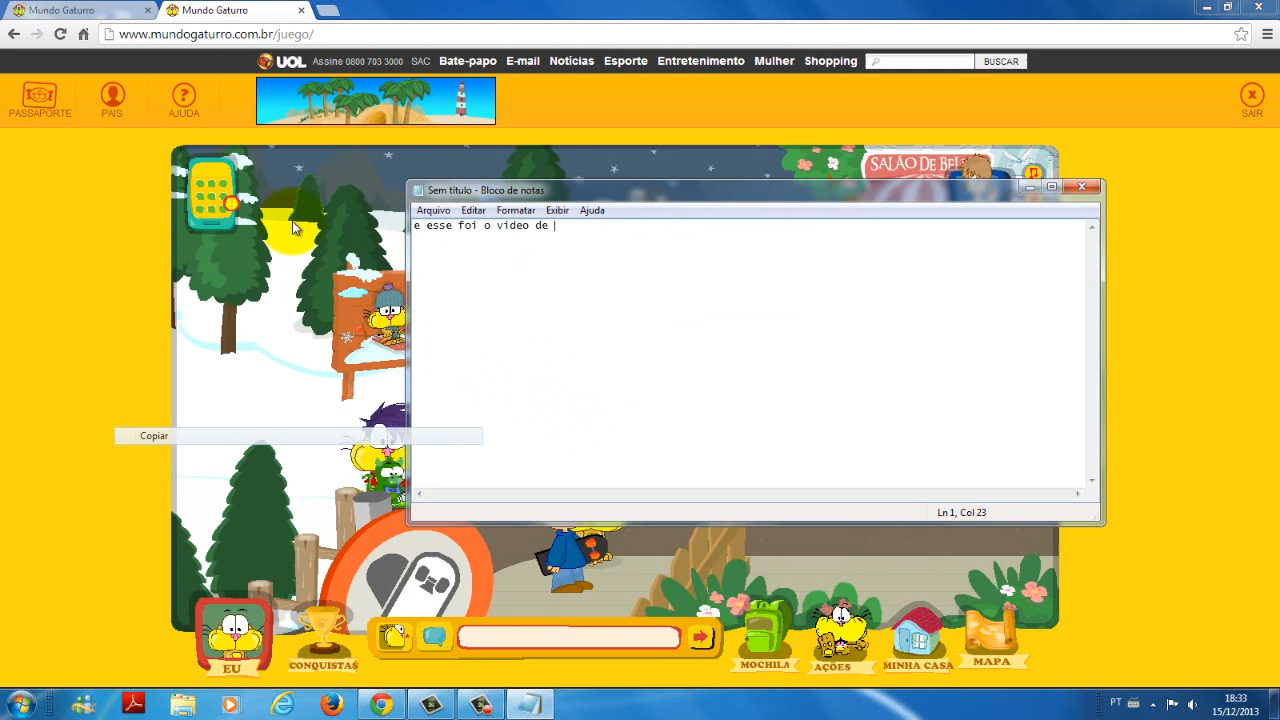 Mundo Gaturro
Mundo Gaturro
www.mundogaturro.com.br/juego/
UOL Assine 0800 703 3000 SAC Bate-papo E-mail Notícias Esporte Entretenimento Mulher Shopping BUSCAR
PASSAPORTE PAIS AJUDA SAIR
SALÃO DE
Sem título - Bloco de notas
Arquivo Editar Formatar Exibir Ajuda
e esse foi o video de
Copiar
Ln 1, Col 23
EU CONQUISTAS MOCHILA AÇÕES MINHA CASA MAPA
PT 18:33
15/12/2013